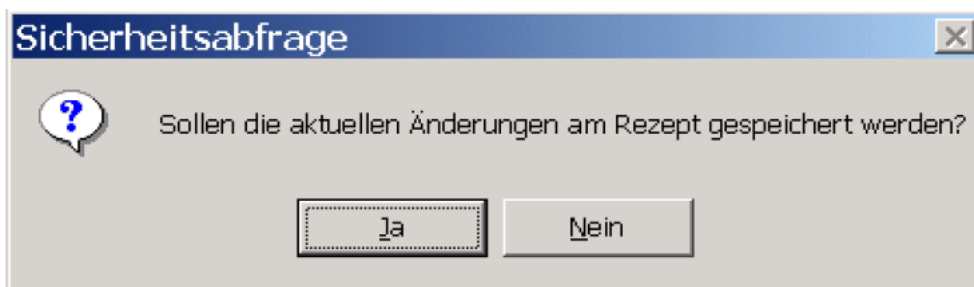 Sicherheitsabfrage
Sollen die aktuellen Änderungen am Rezept gespeichert werden?
Ja Nein